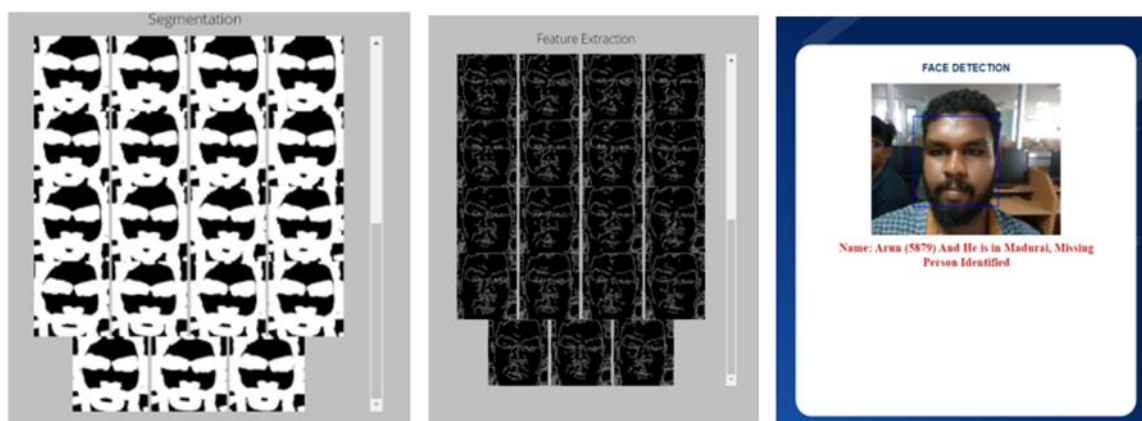 Segmentation
Feature Extraction
FACE DETECTION
Name: Arun (5879) And He is in Madurai, Missing
Person Identified